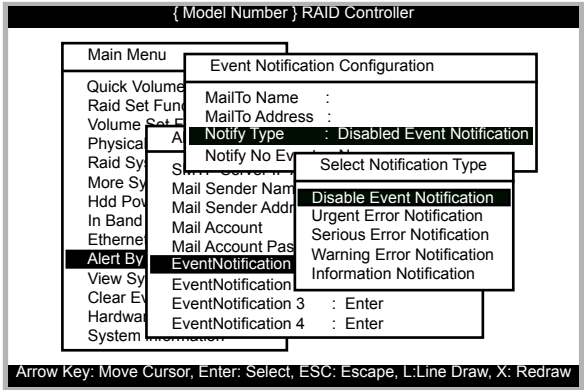 { Model Number } RAID Controller
Main Menu
Quick Volume
Raid Set Fun
Volume Set
Physica
Raid Sy
More Sy
Hdd Po
In Band
Etherne
Alert By
View Sy
Clear Ev
Hardwa
System Information
A
Mail Sender Nam
Mail Sender Addr
Mail Account
Mail Account Pas
EventNotification
EventNotification
EventNotification 3 : Enter
EventNotification 4 : Enter
Event Notification Configuration
MailTo Name :
MailTo Address :
Notify Type : Disabled Event Notification
Notify No
Select Notification Type
Disable Event Notification
Urgent Error Notification
Serious Error Notification
Warning Error Notification
Information Notification
Arrow Key: Move Cursor, Enter: Select, ESC: Escape, L:Line Draw, X: Redraw